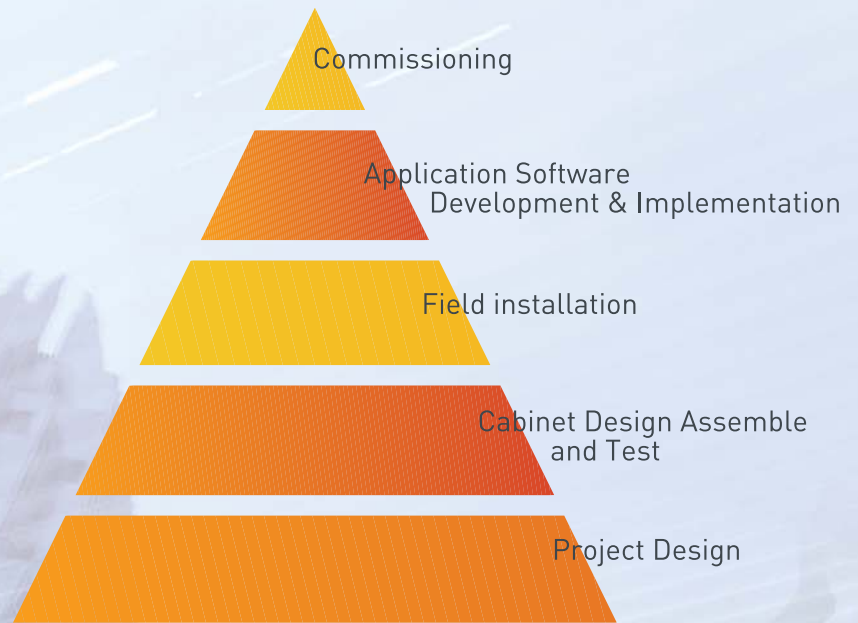 Commissioning
Application Software
Development & Implementation
Field installation
Cabinet Design Assemble
and Test
Project Design